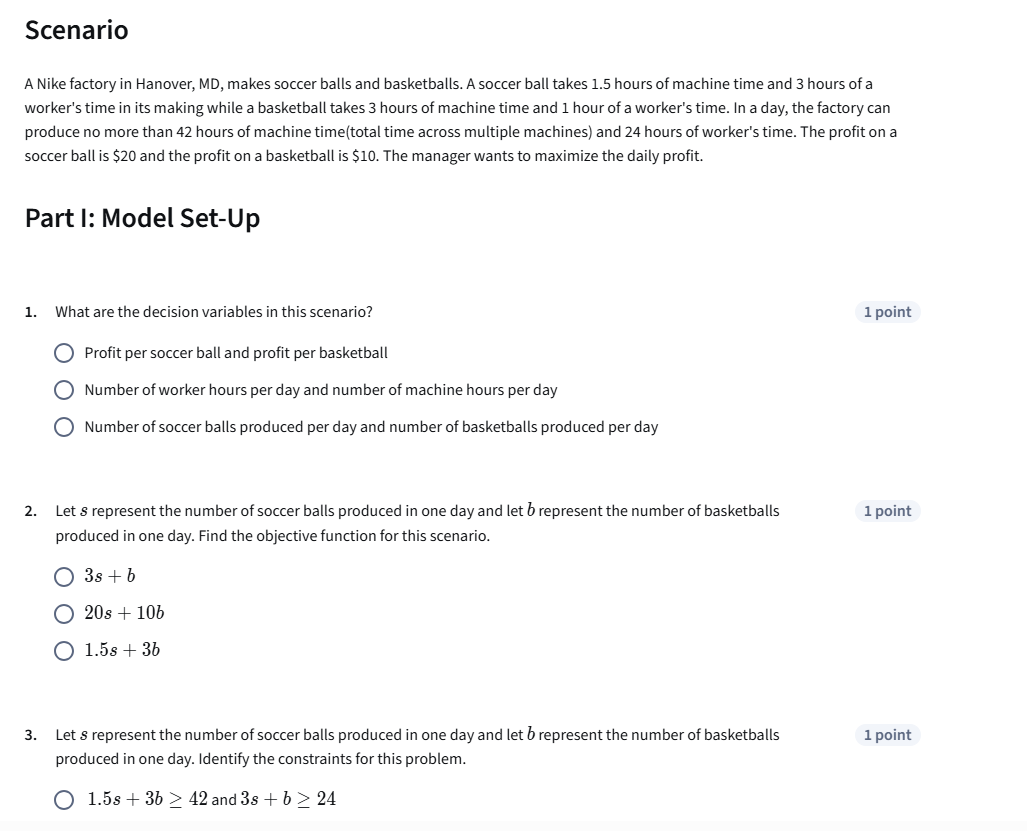 Scenario
A Nike factory in Hanover, MD, makes soccer balls and basketballs. A soccer ball takes 1.5 hours of machine time and 3 hours of a
worker's time in its making while a basketball takes 3 hours of machine time and 1 hour of a worker's time. In a day, the factory can
produce no more than 42 hours of machine time(total time across multiple machines) and 24 hours of worker's time. The profit on a
soccer ball is $20 and the profit on a basketball is $10. The manager wants to maximize the daily profit.
Part I: Model Set-Up
1. What are the decision variables in this scenario? 1 point
Profit per soccer ball and profit per basketball
Number of worker hours per day and number of machine hours per day
Number of soccer balls produced per day and number of basketballs produced per day
2. Let s represent the number of soccer balls produced in one day and let b represent the number of basketballs 1 point
produced in one day. Find the objective function for this scenario.
3s + b
20s + 10b
1.5s + 3b
3. Let s represent the number of soccer balls produced in one day and let b represent the number of basketballs 1 point
produced in one day. Identify the constraints for this problem.
1.5s + 3b ≥ 42 and 3s + b ≥ 24